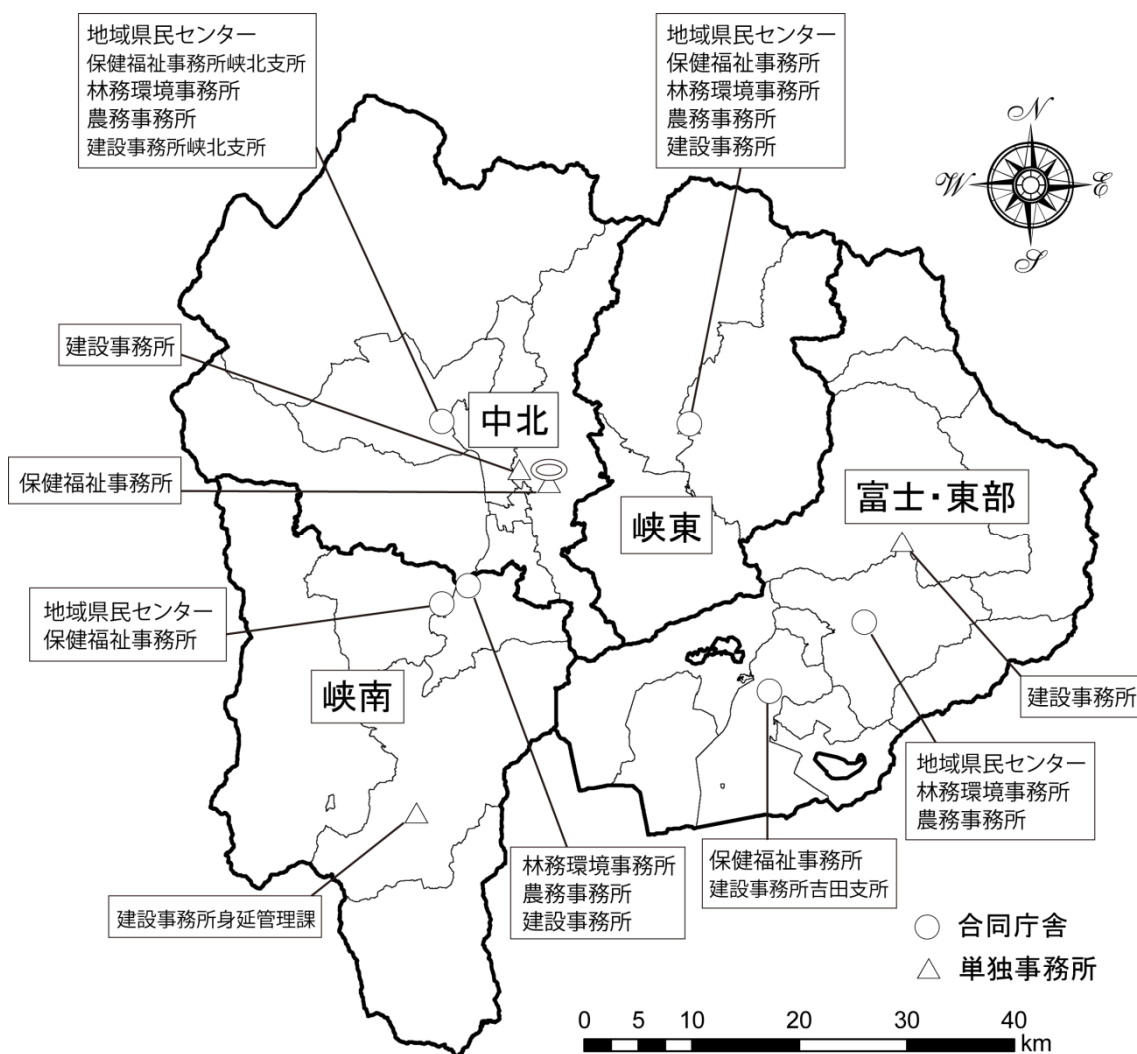 地域県民センター
保健福祉事務所峡北支所
林務環境事務所
農務事務所
建設事務所峡北支所
地域県民センター
保健福祉事務所
林務環境事務所
農務事務所
建設事務所
N
W
E
S
建設事務所
中北
保健福祉事務所
峡東
富士・東部
地域県民センター
保健福祉事務所
峡南
建設事務所
地域県民センター
林務環境事務所
農務事務所
保健福祉事務所
建設事務所吉田支所
林務環境事務所
農務事務所
建設事務所
建設事務所身延管理課
合同庁舎
単独事務所
0 5 10 20 30 40
km